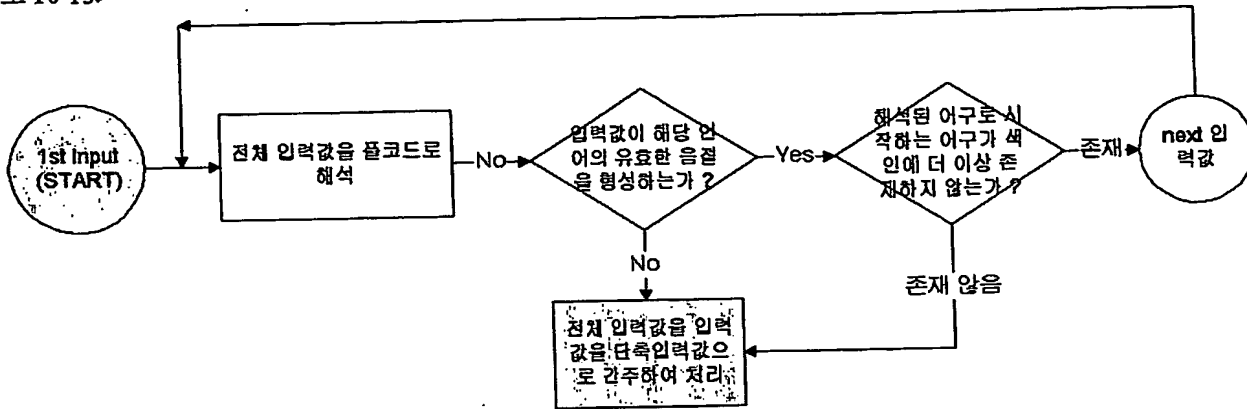 1st Input
(START)
전체 입력값을 풀코드로
해석
No
입력값이 해당 언
어의 유효한 음절
을 형성하는가 ?
Yes
해석된 어구로 시
작하는 어구가 색
인에 더 이상 존
재하지 않는가 ?
존재
next 입
력값
No
존재 않음
전체 입력값을 입력
값을 단축입력값으
로 간주하여 처리